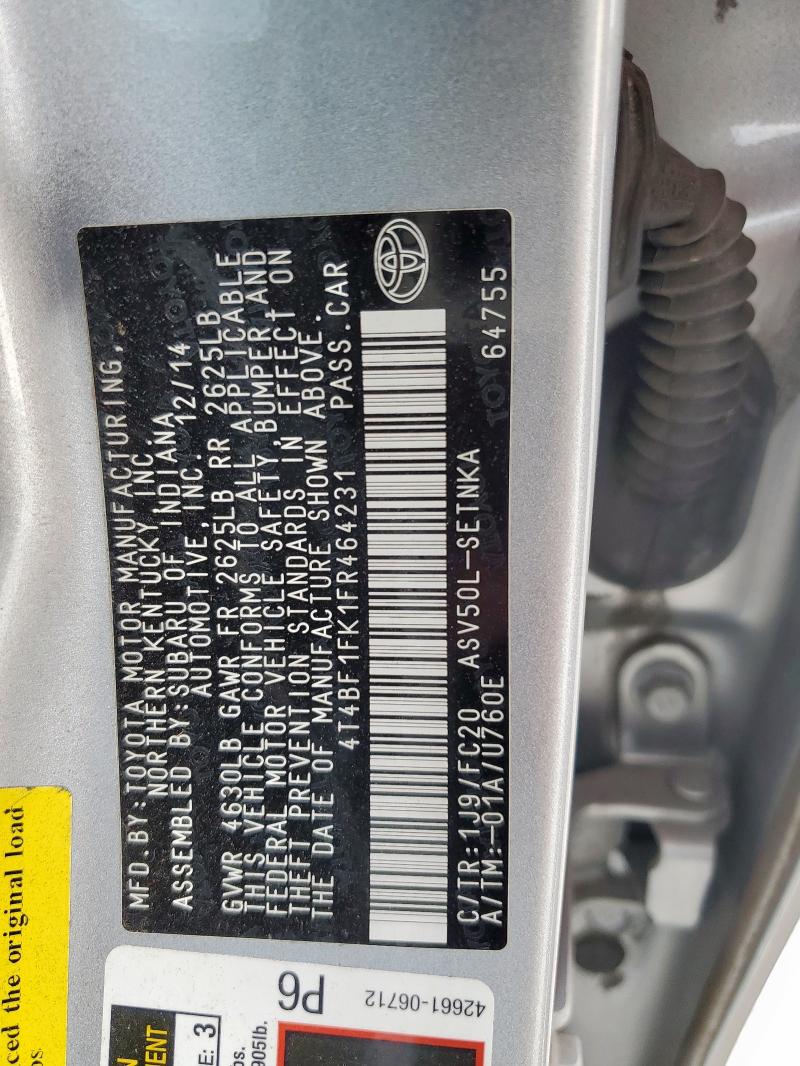 MFD.BY:TOYOTA MOTOR MANUFACTURING,
NORTHERN KENTUCKY INC.
ASSEMBLED BY:SUBARU OF INDIANA
AUTOMOTIVE, INC. 12/14
GVWR 4630LB GAWR FR 2625LB RR 2625LB
THIS VEHICLE CONFORMS TO ALL APPLICABLE
FEDERAL MOTOR VEHICLE SAFETY,BUMPER,AND
THEFT PREVENTION STANDARDS IN EFFECT ON
THE DATE OF MANUFACTURE SHOWN ABOVE.
4T4BF1FK1FR464231 PASS.CAR
C/TR:1J9/FC20 ASV50L-SETNKA
A/TM:-01A/U760E 64755
ced the original load
P6
42661-06712
3
905lb.